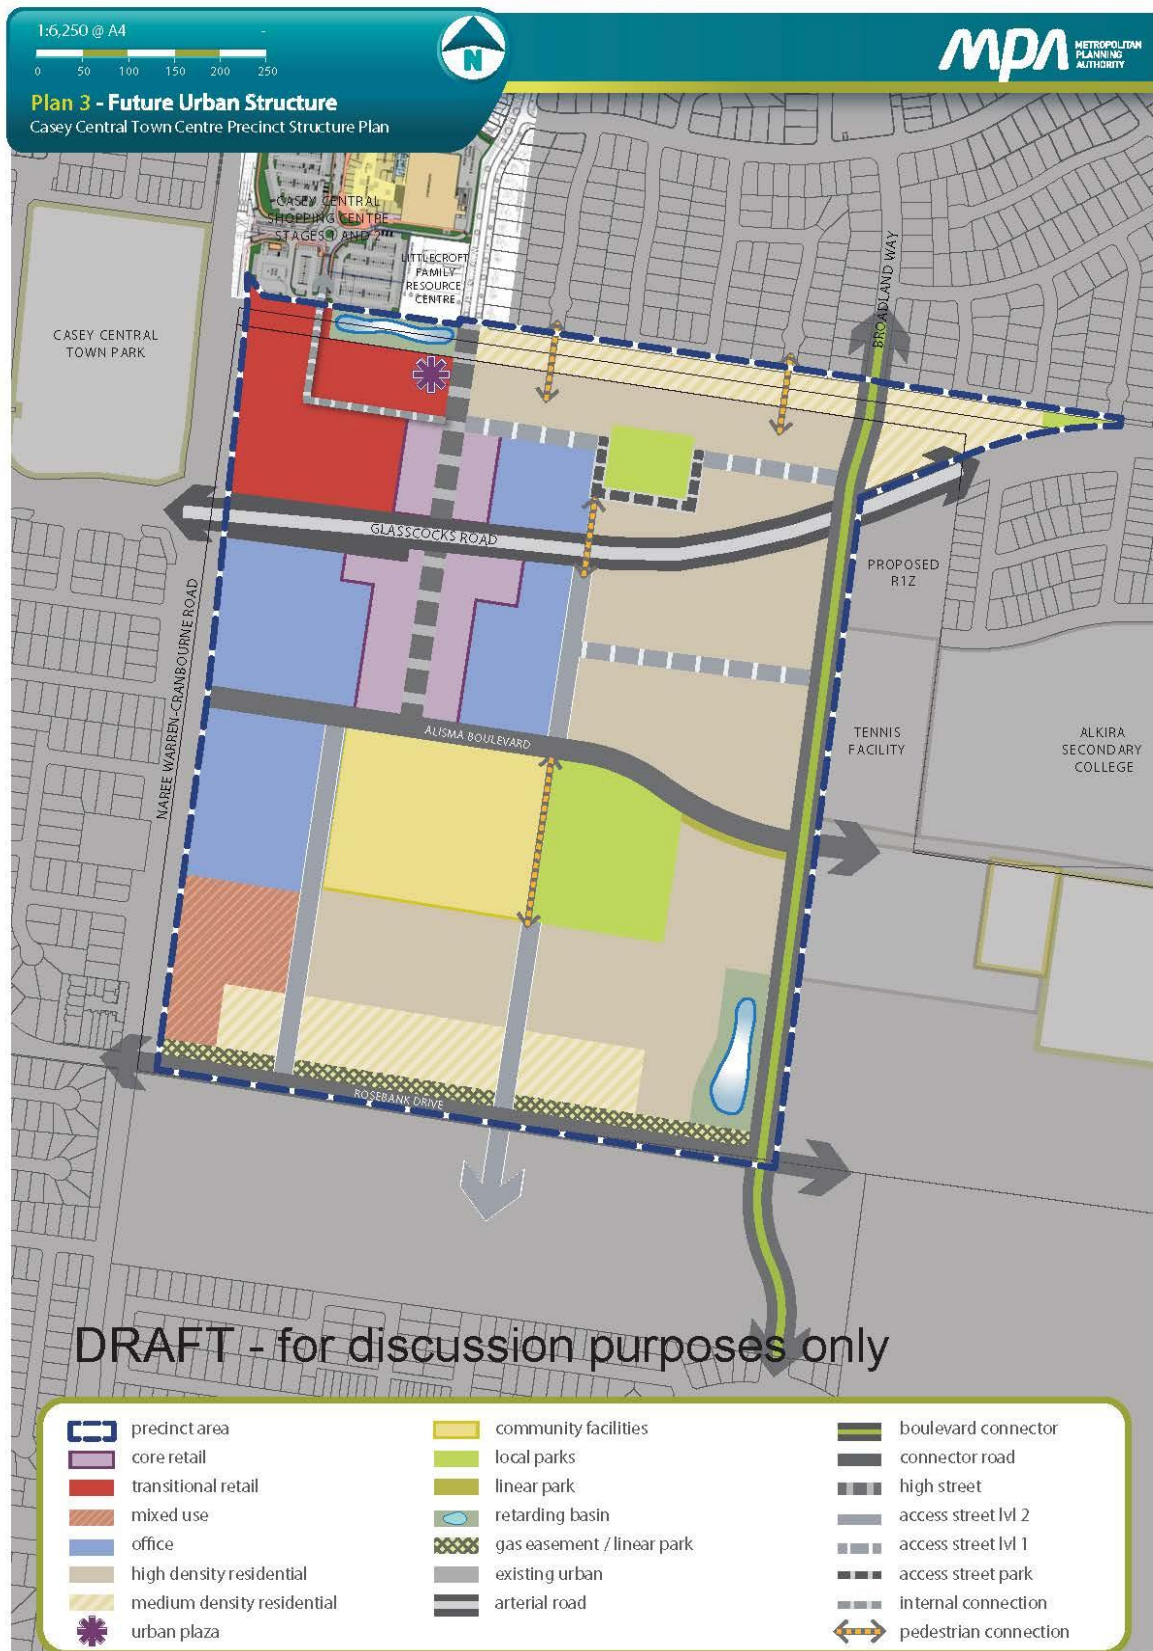 1:6,250 @ A4 -
0 50 100 150 200 250
Plan 3 - Future Urban Structure
Casey Central Town Centre Precinct Structure Plan
N
MPA METROPOLITAN
PLANNING
AUTHORITY
CASEY CENTRAL
SHOPPING CENTRE
STAGES 1 AND 2
LITTLECROFT
FAMILY
RESOURCE
CENTRE
BROADLAND WAY
CASEY CENTRAL
TOWN PARK
GLASSCOCKS ROAD
PROPOSED
R1Z
NAREE WARREN-CRANBOURNE ROAD
ALISMA BOULEVARD
TENNIS
FACILITY
ALKIRA
SECONDARY
COLLEGE
ROSEBANK DRIVE
DRAFT - for discussion purposes only
precinct area
core retail
transitional retail
mixed use
office
high density residential
medium density residential
urban plaza
community facilities
local parks
linear park
retarding basin
gas easement / linear park
existing urban
arterial road
boulevard connector
connector road
high street
access street lvl 2
access street lvl 1
access street park
internal connection
pedestrian connection